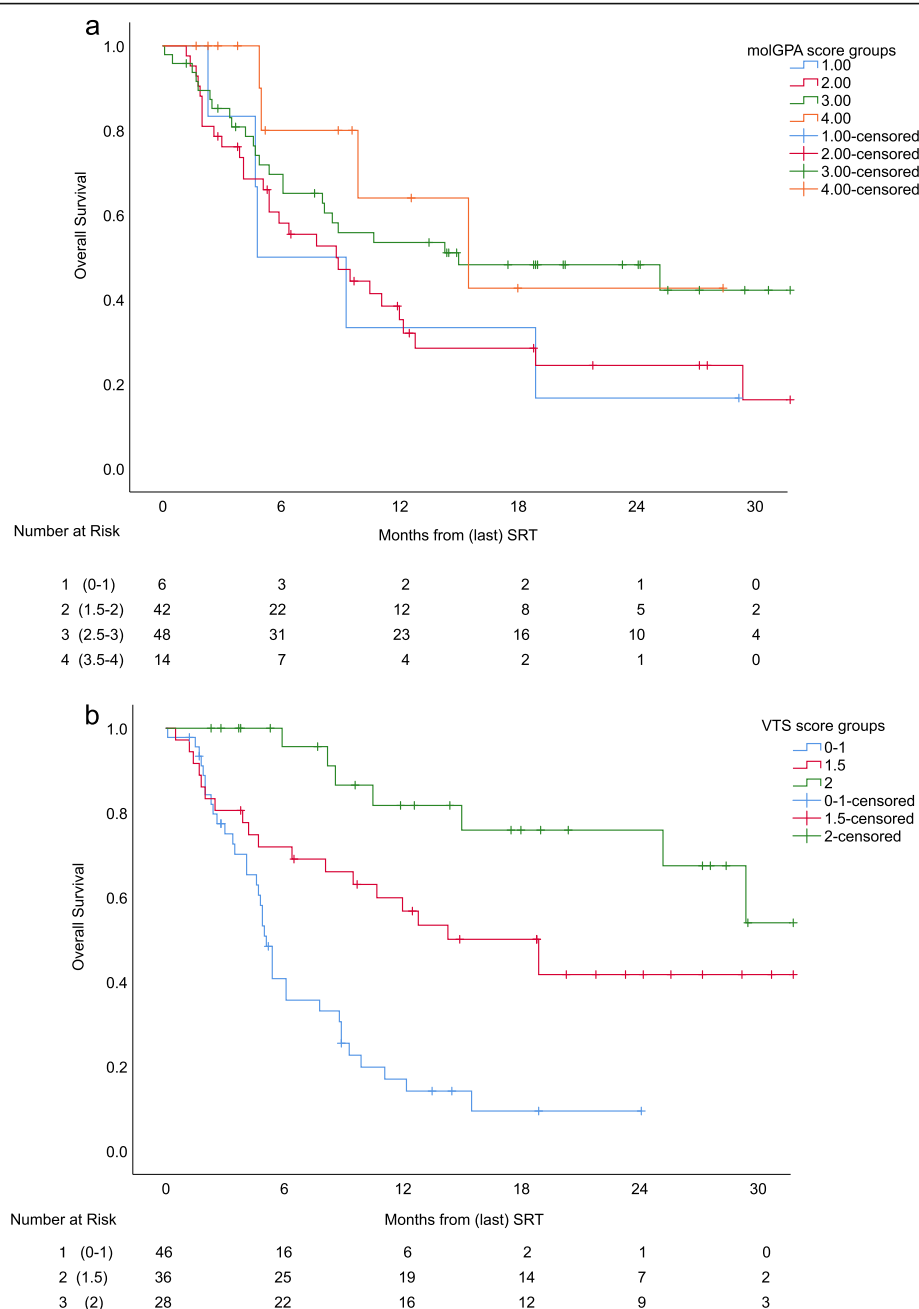 a
molGPA score groups
1.00
2.00
3.00
4.00
1.00-censored
2.00-censored
3.00-censored
4.00-censored
Overall Survival
1.0
0.8
0.6
0.4
0.2
0.0
0 6 12 18 24 30
Number at Risk
Months from (last) SRT
1 (0-1) 6 3 2 2 1 0
2 (1.5-2) 42 22 12 8 5 2
3 (2.5-3) 48 31 23 16 10 4
4 (3.5-4) 14 7 4 2 1 0
b
VTS score groups
0-1
1.5
2
0-1-censored
1.5-censored
2-censored
Overall Survival
1.0
0.8
0.6
0.4
0.2
0.0
0 6 12 18 24 30
Number at Risk
Months from (last) SRT
1 (0-1) 46 16 6 2 1 0
2 (1.5) 36 25 19 14 7 2
3 (2) 28 22 16 12 9 3